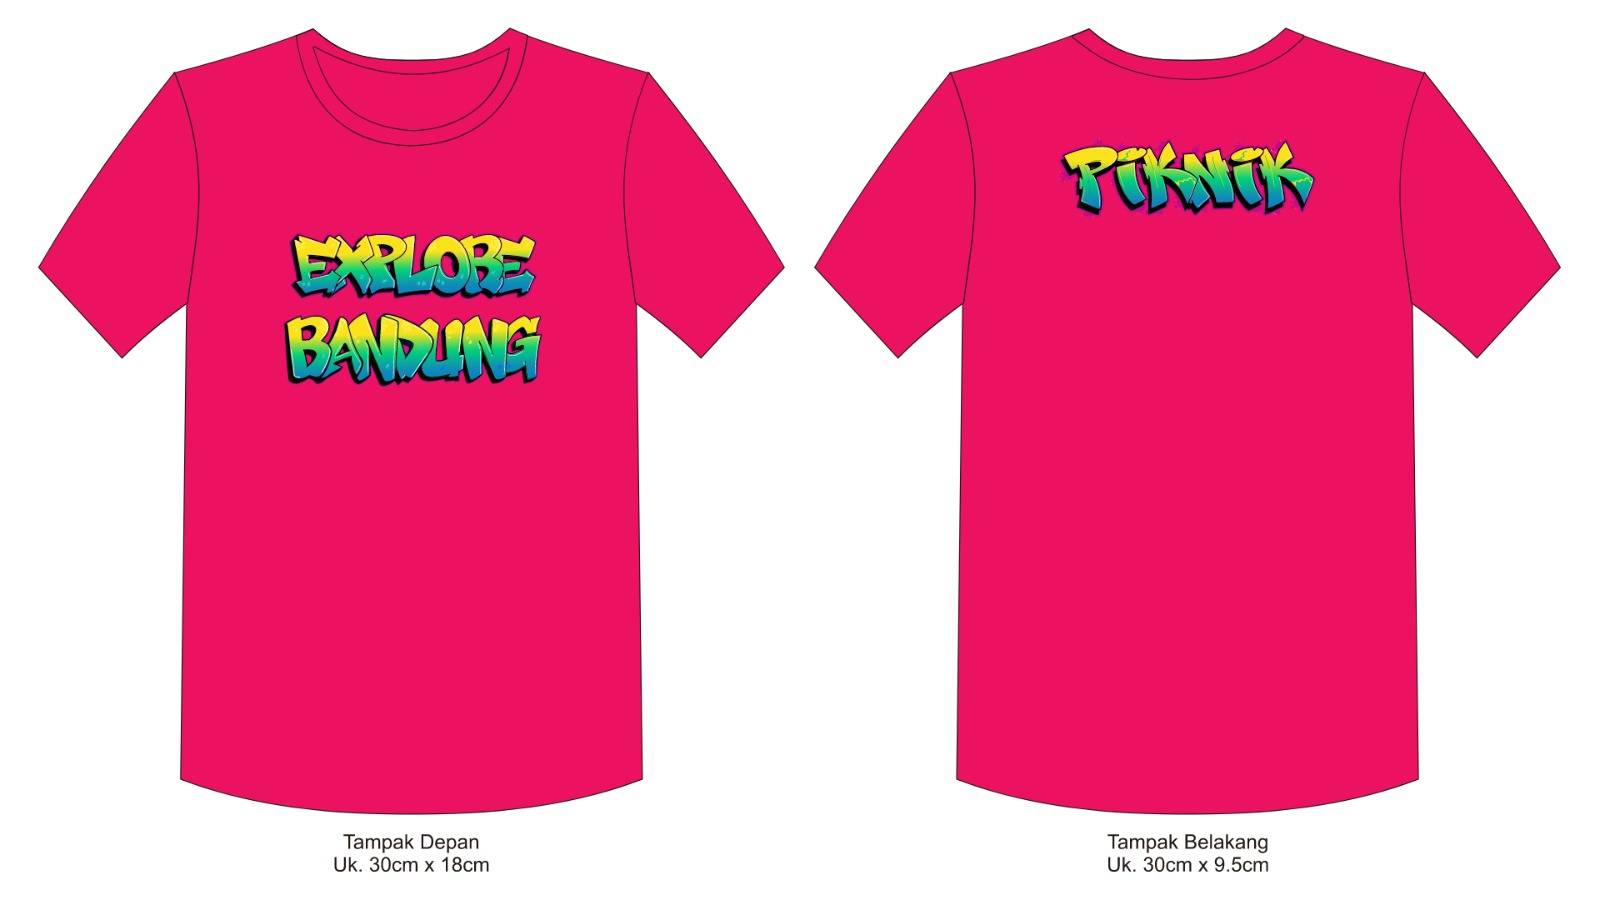 EXPLORE
BANDUNG
Tampak Depan
Uk. 30cm x 18cm
PiKNiK
Tampak Belakang
Uk. 30cm x 9.5cm